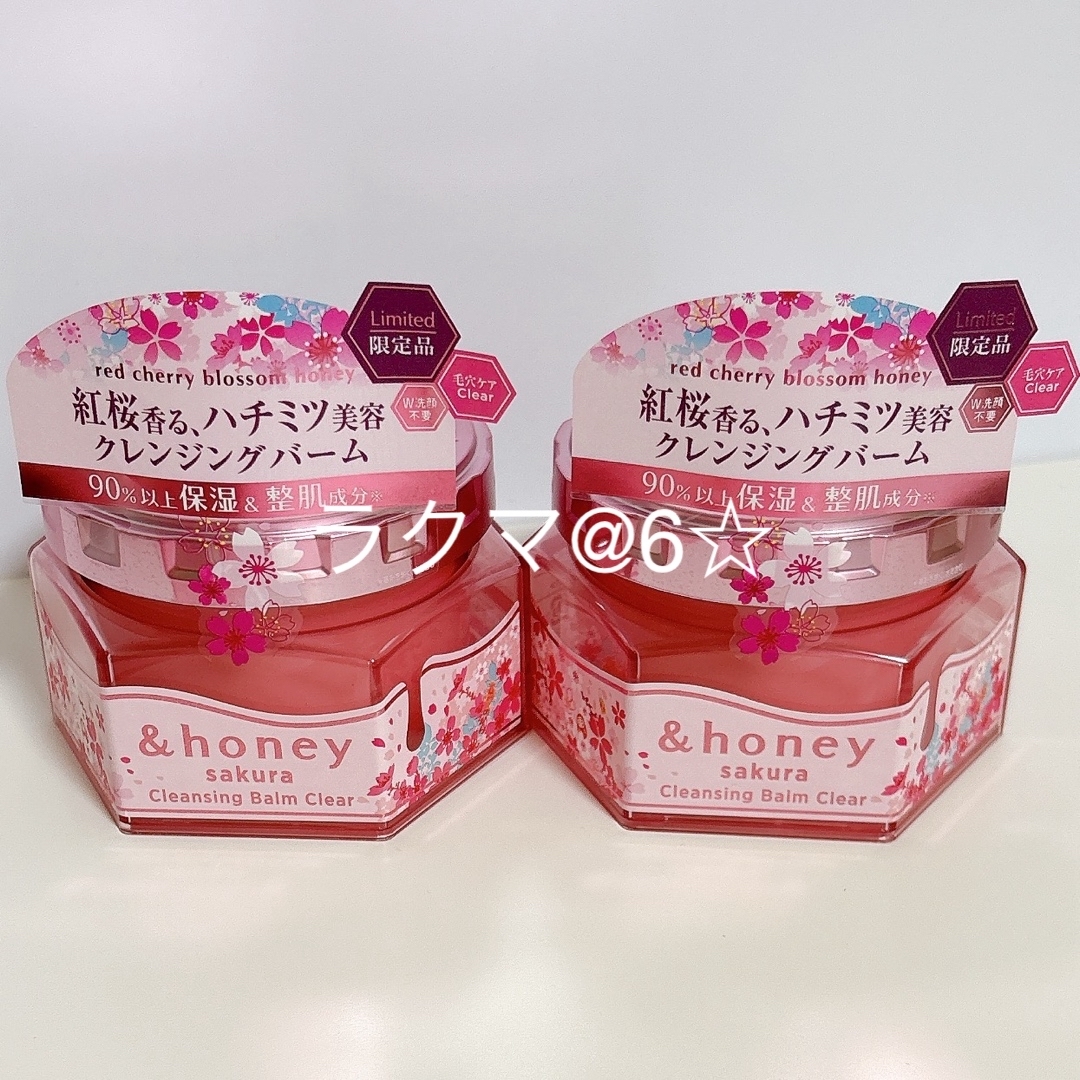 Limited
限定品
毛穴ケア
Clear
W洗顔
不要
red cherry blossom honey
紅桜香る、ハチミツ美容
クレンジングバーム
90%以上保湿&整肌成分※
&honey
sakura
Cleansing Balm Clear
Limited
限定品
毛穴ケア
Clear
W洗顔
不要
red cherry blossom honey
紅桜香る、ハチミツ美容
クレンジングバーム
90%以上保湿&整肌成分※
&honey
sakura
Cleansing Balm Clear
ラクマ@6☆